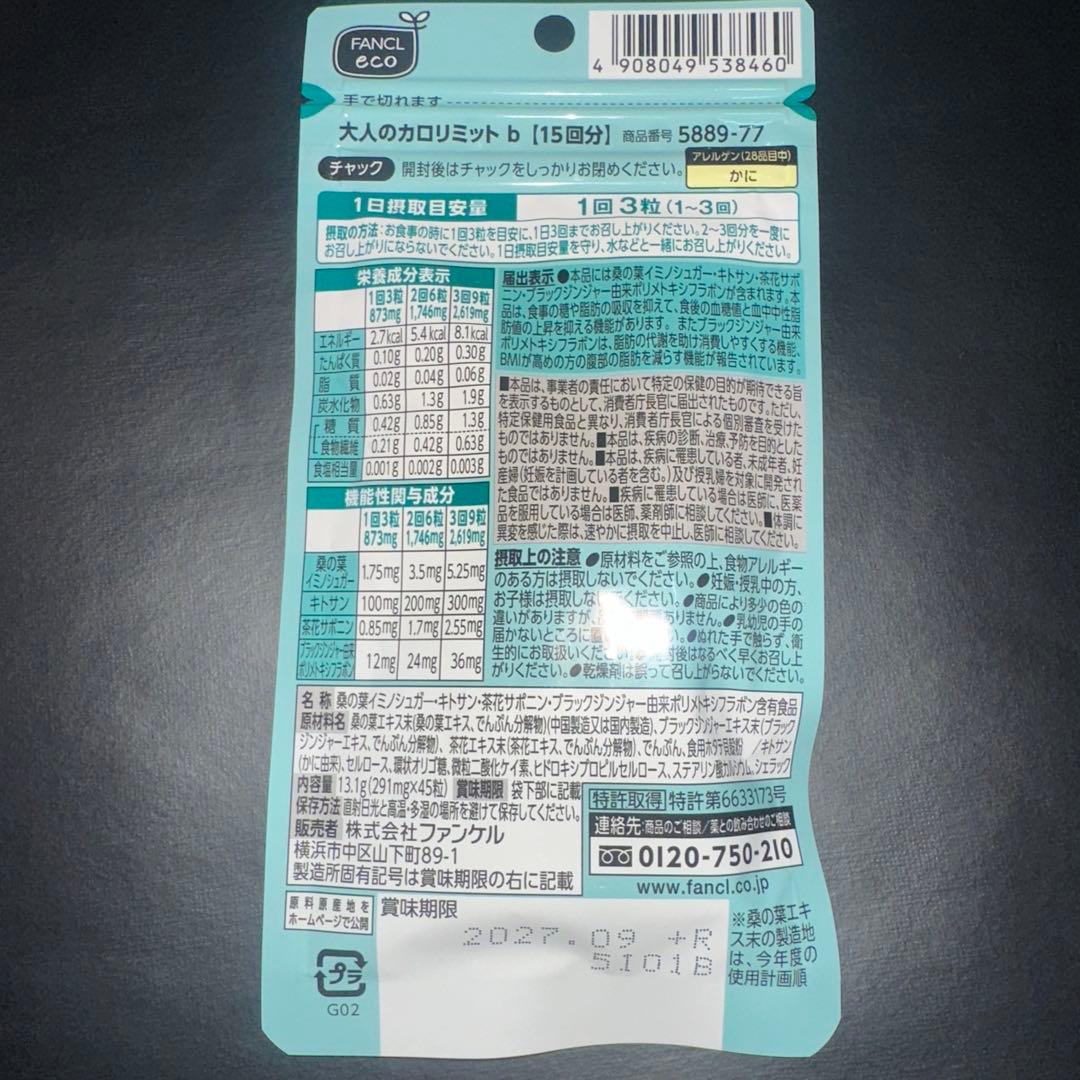 FANCL
eco
4 908049 538460
手で切れます
大人のカロリミット b 【15回分】 商品番号 5889-77
チャック 開封後はチャックをしっかりお閉めください。
アレルゲン(28品目中)
かに
1日摂取目安量 1回3粒(1~3回)
摂取の方法:お食事の時に1回3粒を目安に、1日3回までお召し上がりください。2~3回分を一度に
お召し上がりにならないでください。1日摂取目安量を守り、水などと一緒にお召し上がりください。
栄養成分表示
1回3粒 2回6粒 3回9粒
873mg 1,746mg 2,619mg
エネルギー 2.7kcal 5.4kcal 8.1kcal
たんぱく質 0.10g 0.20g 0.30g
脂質 0.02g 0.04g 0.06g
炭水化物 0.63g 1.3g 1.9g
糖質 0.42g 0.85g 1.3g
食物繊維 0.21g 0.42g 0.63g
食塩相当量 0.001g 0.002g 0.003g
機能性関与成分
1回3粒 2回6粒 3回9粒
873mg 1,746mg 2,619mg
桑の葉
イミノシュガー 1.75mg 3.5mg 5.25mg
キトサン 100mg 200mg 300mg
茶花サポニン 0.85mg 1.7mg 2.55mg
ブラックジンジャー由来
ポリメトキシフラボン 12mg 24mg 36mg
届出表示 ●本品には桑の葉イミノシュガー・キトサン・茶花サポ
ニン・ブラックジンジャー由来ポリメトキシフラボンが含まれます。本
品は、食事の糖や脂肪の吸収を抑えて、食後の血糖値と血中中性脂
肪値の上昇を抑える機能があります。またブラックジンジャー由来
ポリメトキシフラボンは、脂肪の代謝を助け消費しやすくする機能、
BMIが高めの方の腹部の脂肪を減らす機能が報告されています。
■本品は、事業者の責任において特定の保健の目的が期待できる旨
を表示するものとして、消費者庁長官に届出されたものです。ただし、
特定保健用食品と異なり、消費者庁長官による個別審査を受けた
ものではありません。■本品は、疾病の診断、治療、予防を目的とした
ものではありません。■本品は、疾病に罹患している者、未成年者、妊
産婦(妊娠を計画している者を含む。)及び授乳婦を対象に開発され
た食品ではありません。■疾病に罹患している場合は医師に、医薬
品を服用している場合は医師、薬剤師に相談してください。■体調に
異変を感じた際は、速やかに摂取を中止し、医師に相談してください。
摂取上の注意 ●原材料をご参照の上、食物アレルギー
のある方は摂取しないでください。●妊娠・授乳中の方、
お子様は摂取しないでください。●商品により多少の色の
違いがありますが、ありません。●乳幼児の手の
届かないところに い。●ぬれた手で触らず、衛
生的にお取扱いくだ 封後はなるべく早くお召し上
がりください。●乾燥剤は誤って召し上がらないでください。
名称 桑の葉イミノシュガー・キトサン・茶花サポニン・ブラックジンジャー由来ポリメトキシフラボン含有食品
原材料名 桑の葉エキス末(桑の葉エキス、でんぷん分解物)(中国製造又は国内製造)、ブラックジンジャーエキス末(ブラック
ジンジャーエキス、でんぷん分解物)、茶花エキス末(茶花エキス、でんぷん分解物)、でんぷん、食用ホタテ貝殻粉/キトサン
(かに由来)、セルロース、環状オリゴ糖、微粒二酸化ケイ素、ヒドロキシプロピルセルロース、ステアリン酸カルシウム、シェラック
内容量 13.1g(291mg×45粒) 賞味期限 袋下部に記載
保存方法 直射日光と高温・多湿の場所を避けて保存してください。
販売者 株式会社ファンケル
横浜市中区山下町89-1
製造所固有記号は賞味期限の右に記載
特許取得 特許第6633173号
連絡先:商品のご相談/薬との飲み合わせのご相談
0120-750-210
www.fancl.co.jp
原料原産地を
ホームページで公開
賞味期限
2027.09 +R
5I01B
※桑の葉エキ
ス末の製造地
は、今年度の
使用計画順
プラ
G02